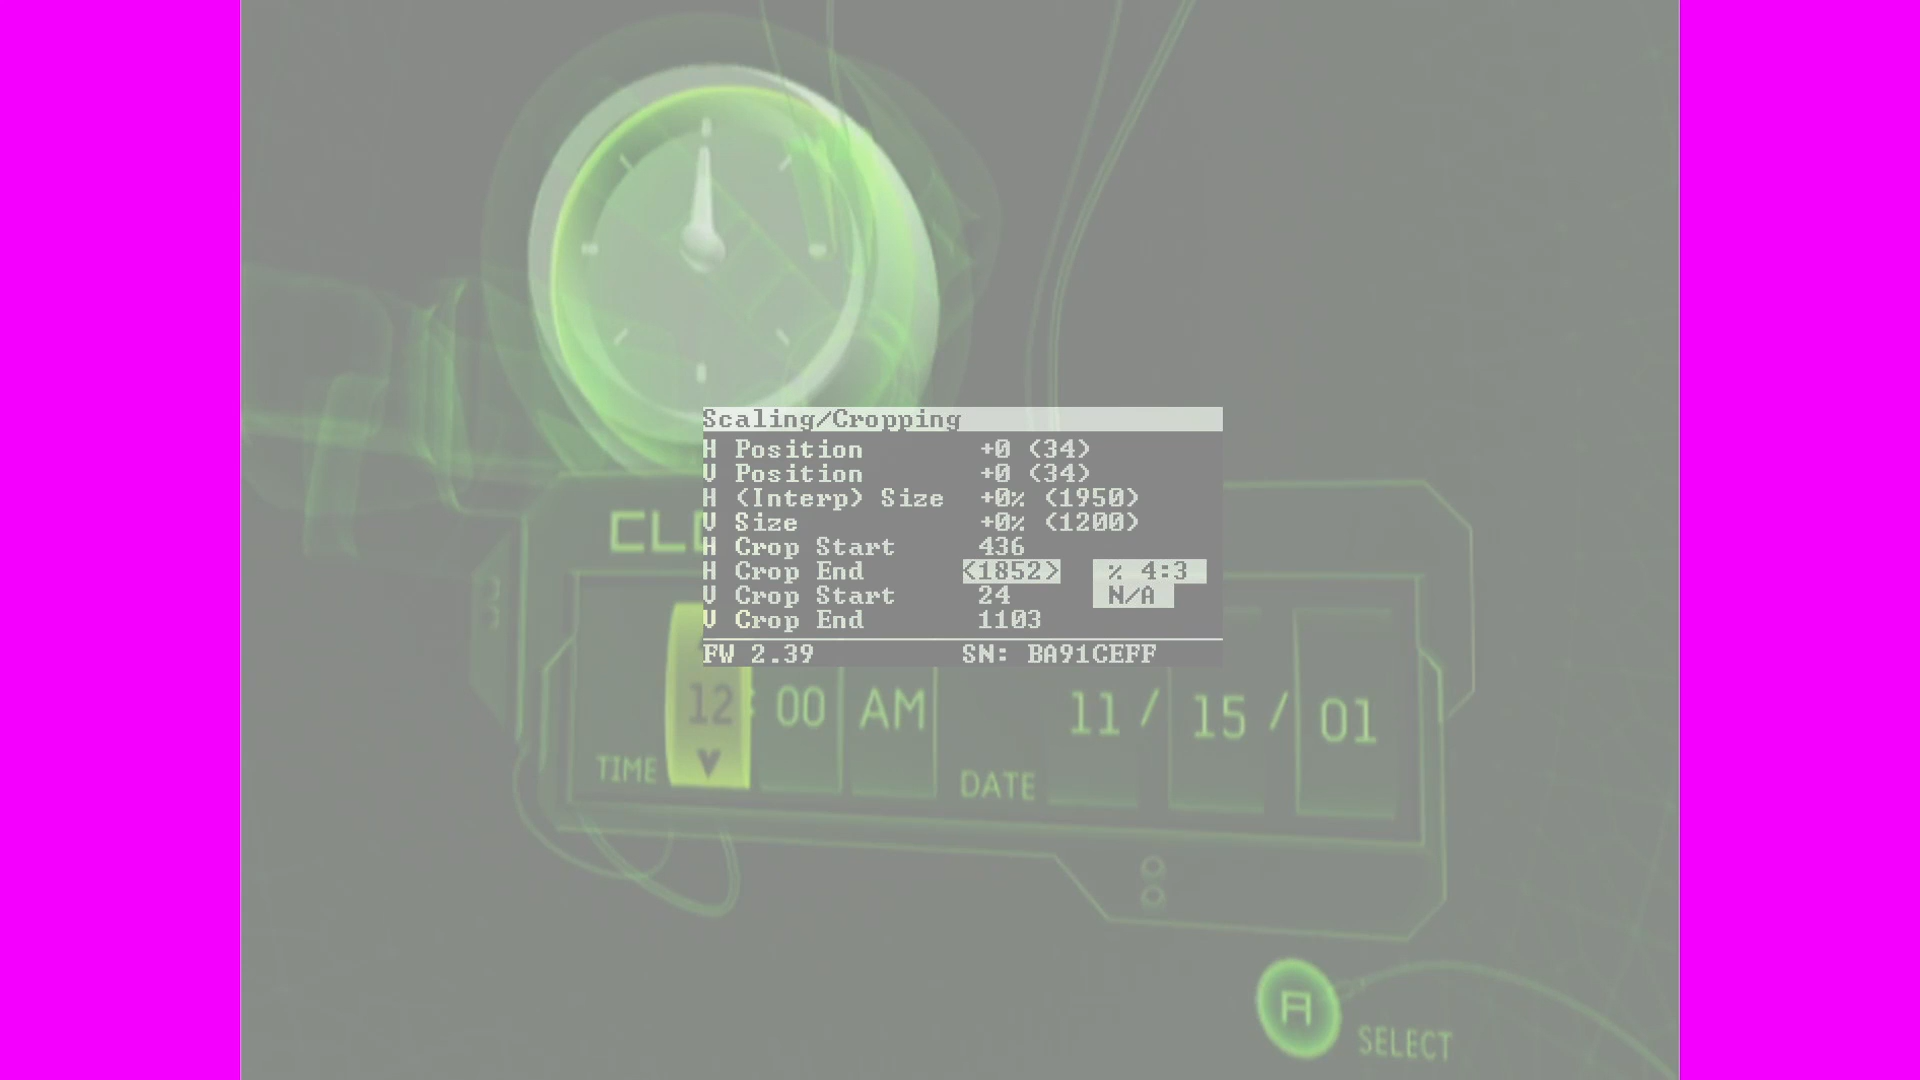 Scaling/Cropping
H Position +0 (34)
V Position +0 (34)
H (Interp) Size +0% (1950)
V Size +0% (1200)
H Crop Start 436
H Crop End <1852> % 4:3
V Crop Start 24 N/A
V Crop End 1103
FW 2.39 SN: BA91CEFF
12 : 00 AM 11 / 15 / 01
TIME DATE
A SELECT